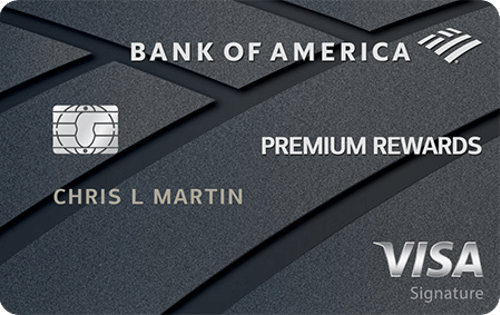 BANK OF AMERICA
PREMIUM REWARDS
CHRIS L MARTIN
VISA
Signature